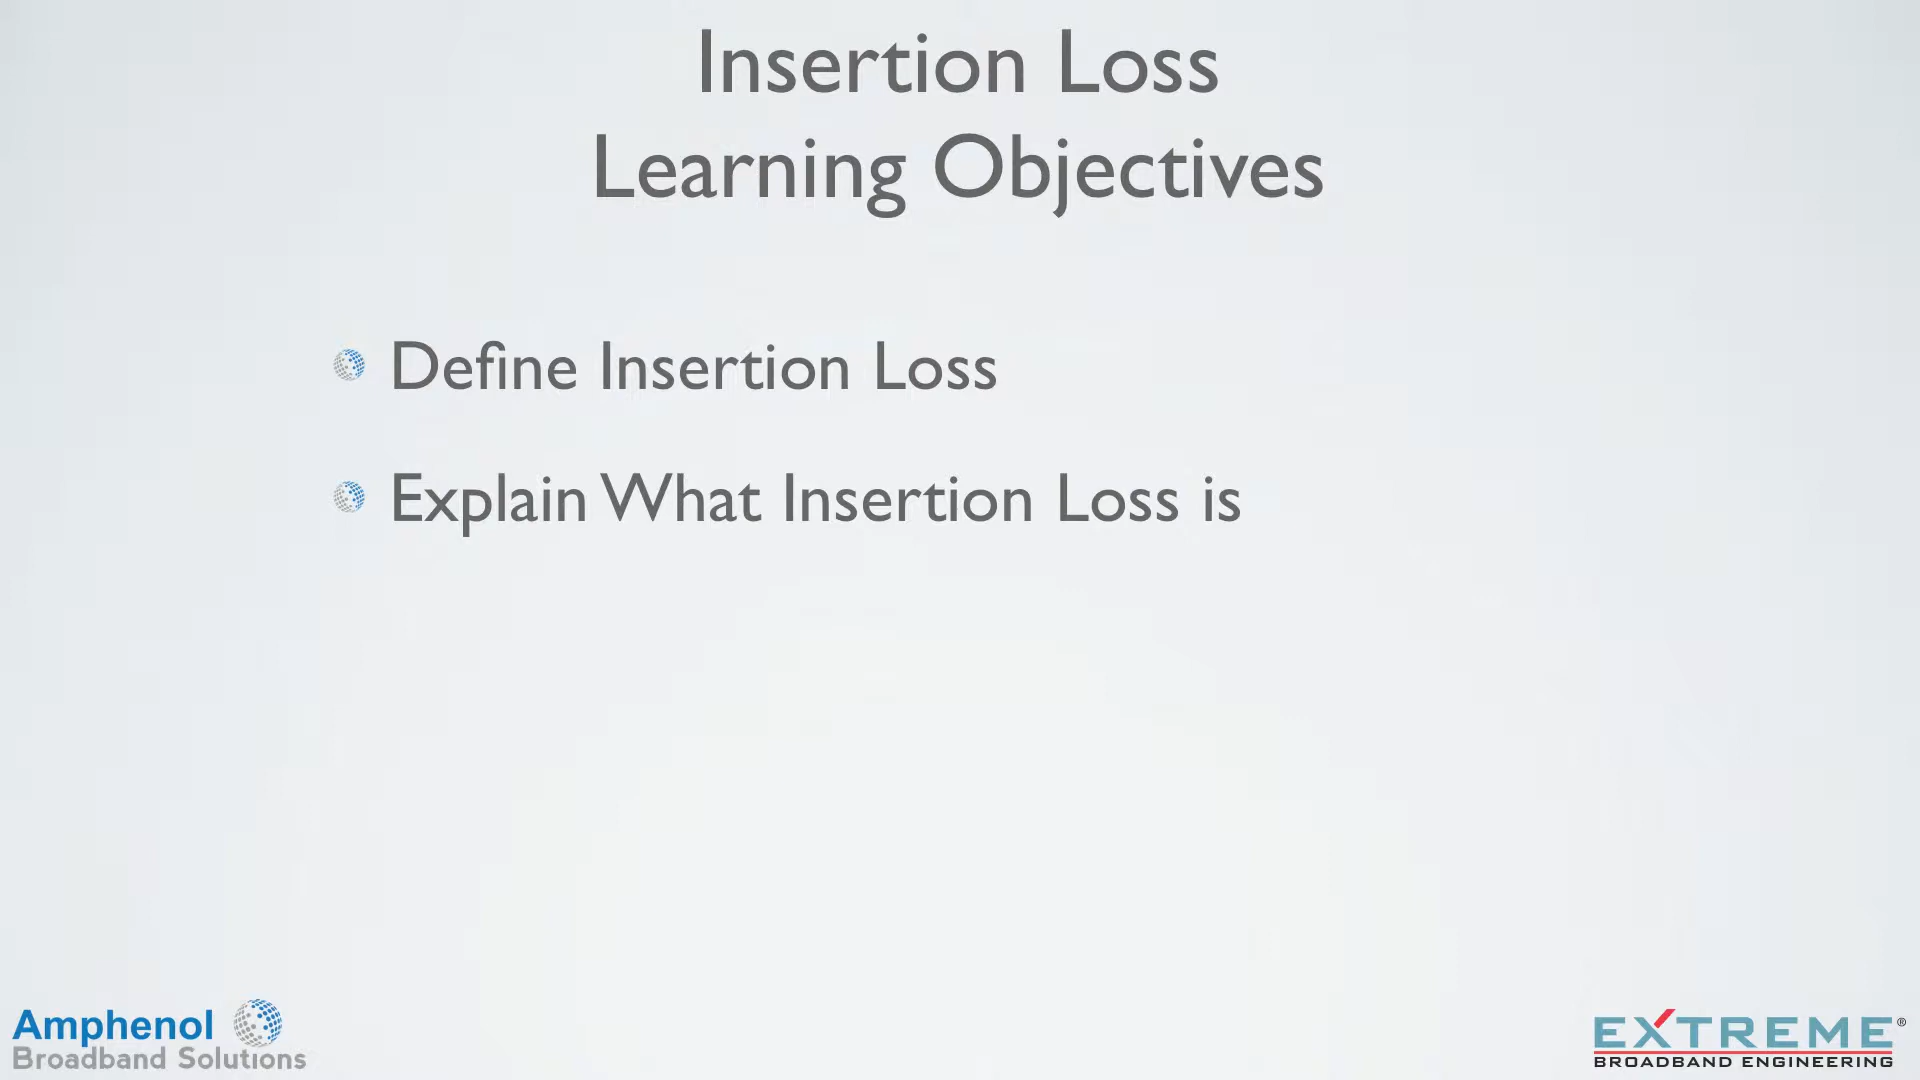 Insertion Loss
Learning Objectives
Define Insertion Loss
Explain What Insertion Loss is
Amphenol
Broadband Solutions
EXTREME®
BROADBAND ENGINEERING